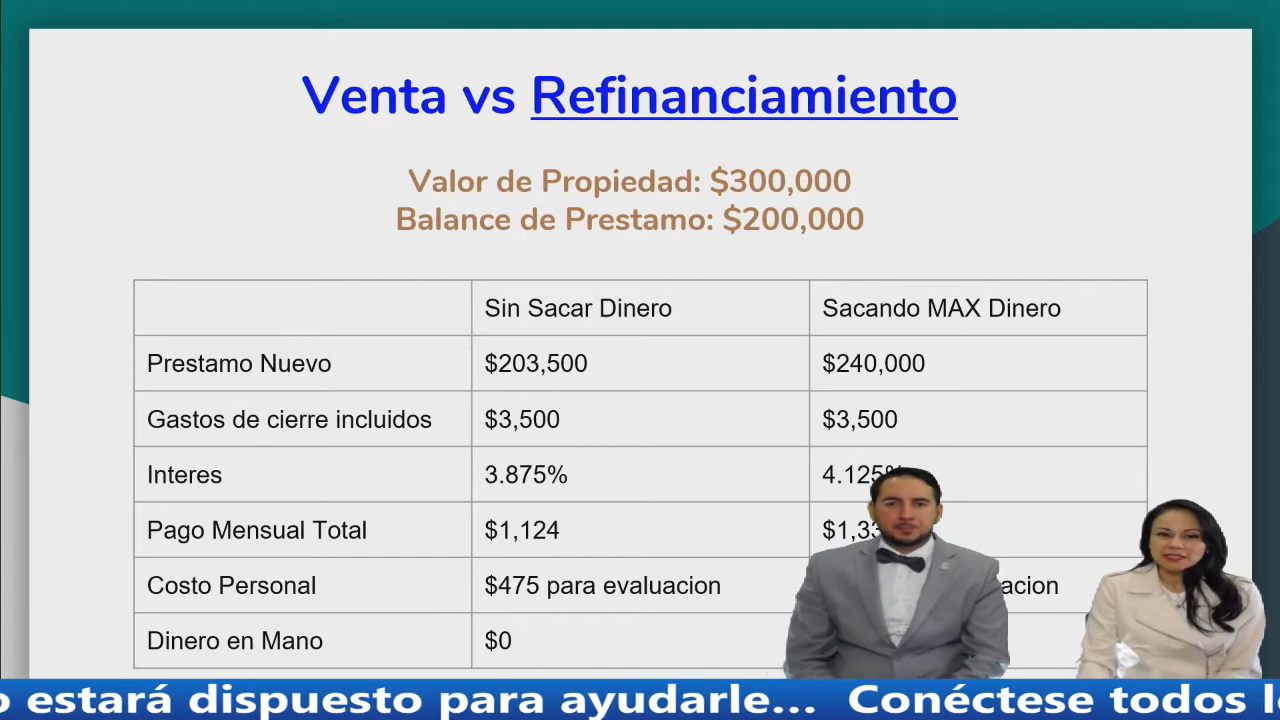 Venta vs Refinanciamiento
Valor de Propiedad: $300,000
Balance de Prestamo: $200,000
Sin Sacar Dinero Sacando MAX Dinero
Prestamo Nuevo $203,500 $240,000
Gastos de cierre incluidos $3,500 $3,500
Interes 3.875% 4.125%
Pago Mensual Total $1,124
Costo Personal $475 para evaluacion
Dinero en Mano $0
estará dispuesto para ayudarle... Conéctese todos